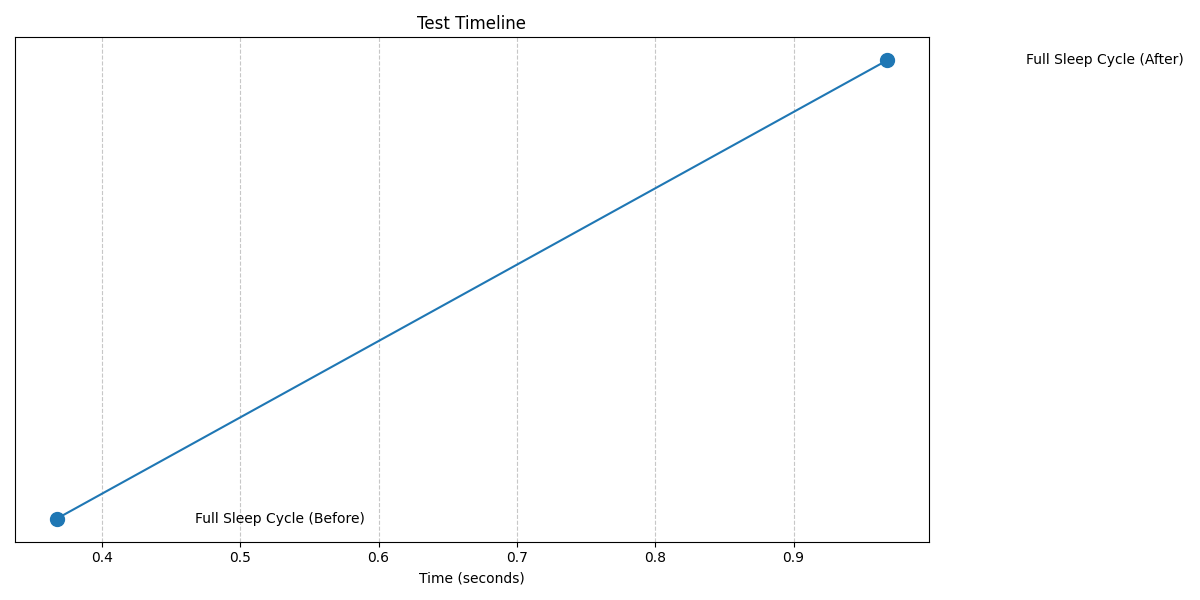 Test Timeline
Full Sleep Cycle (After)
Full Sleep Cycle (Before)
0.4 0.5 0.6 0.7 0.8 0.9
Time (seconds)